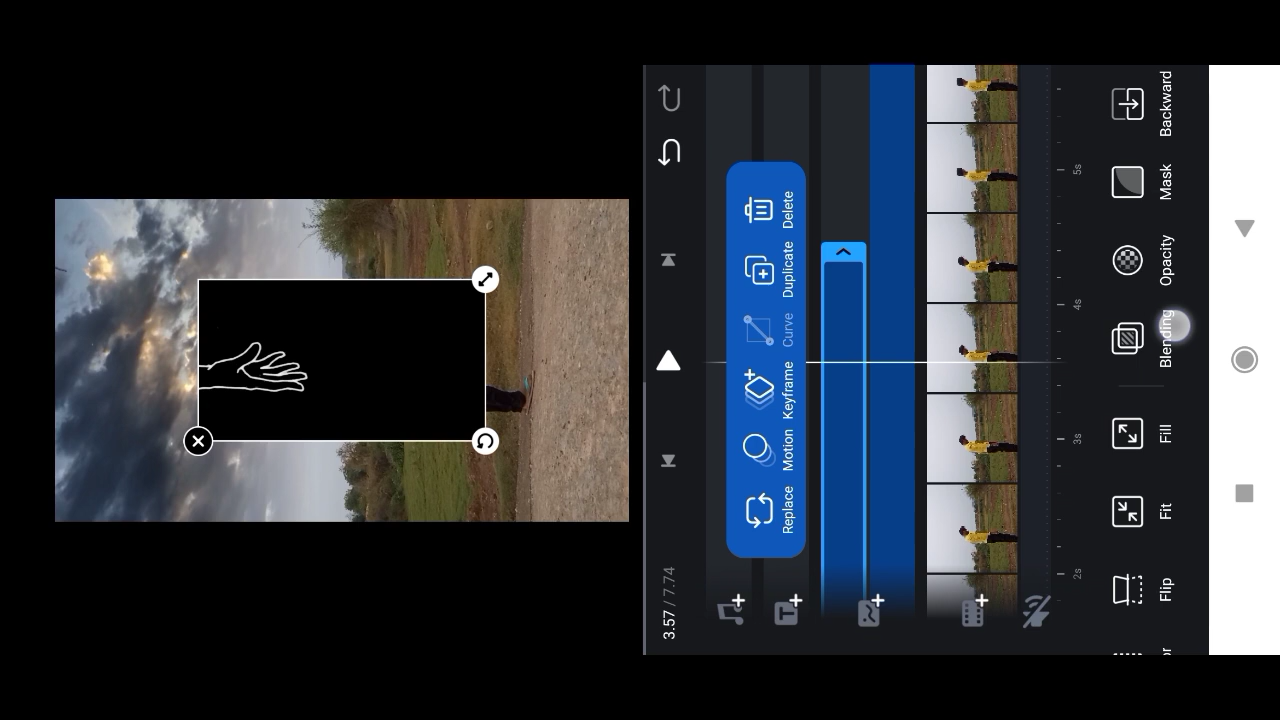 3.57 / 7.74
Replace
Motion
Keyframe
Curve
Duplicate
Delete
T
2s
3s
4s
5s
Flip
Fit
Fill
Blending
Opacity
Mask
Backward